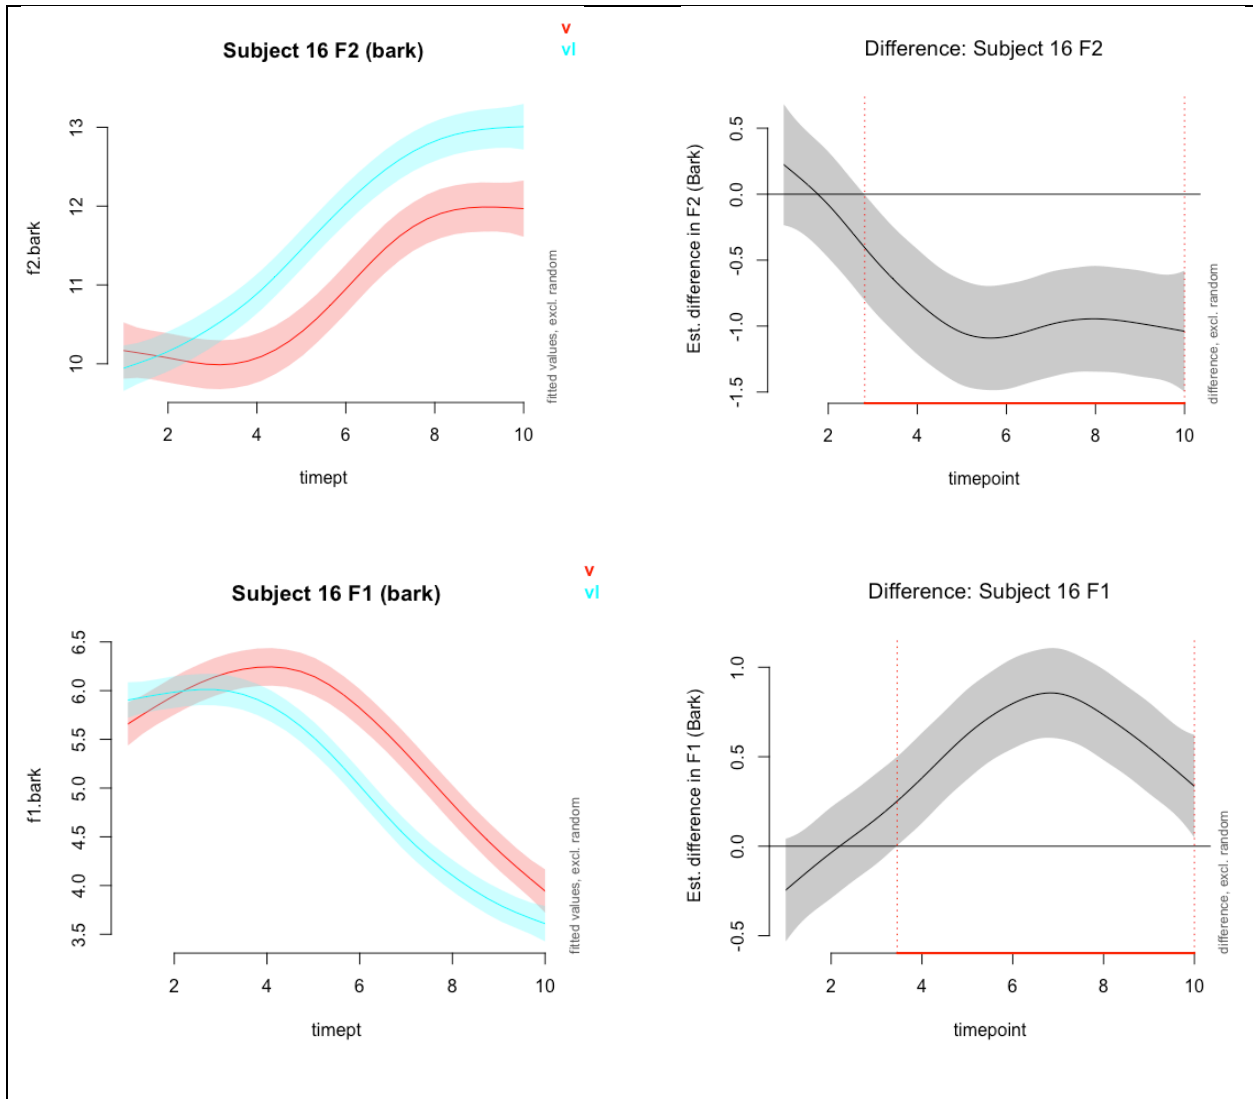 Subject 16 F2 (bark)
v
vl
f2.bark
13
12
11
10
2 4 6 8 10
timept
fitted values, excl. random
Difference: Subject 16 F2
Est. difference in F2 (Bark)
0.5
0.0
-0.5
-1.0
-1.5
2 4 6 8 10
timepoint
difference, excl. random
Subject 16 F1 (bark)
v
vl
f1.bark
6.5
6.0
5.5
5.0
4.5
4.0
3.5
2 4 6 8 10
timept
fitted values, excl. random
Difference: Subject 16 F1
Est. difference in F1 (Bark)
1.0
0.5
0.0
-0.5
2 4 6 8 10
timepoint
difference, excl. random